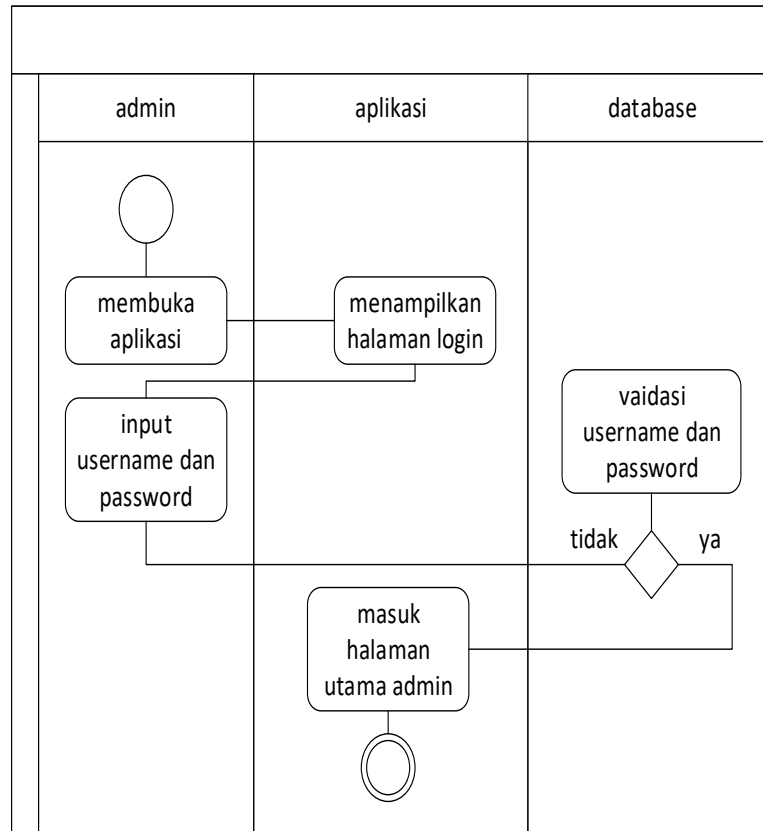 admin
aplikasi
database
membuka
aplikasi
menampilkan
halaman login
input
username dan
password
vaidasi
username dan
password
tidak
ya
masuk
halaman
utama admin